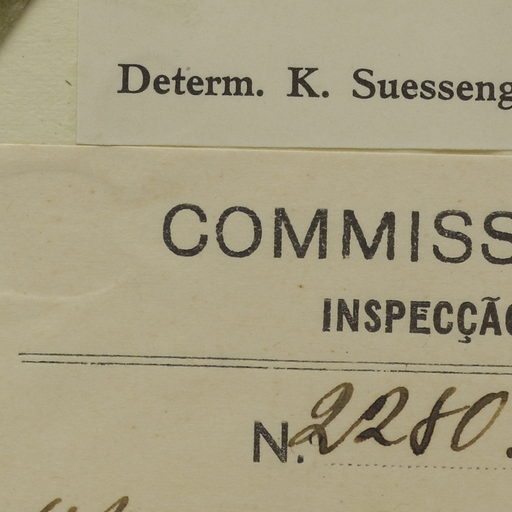 Determ. K. Suesseng
COMMISS
INSPECÇÃO
N. 2280.